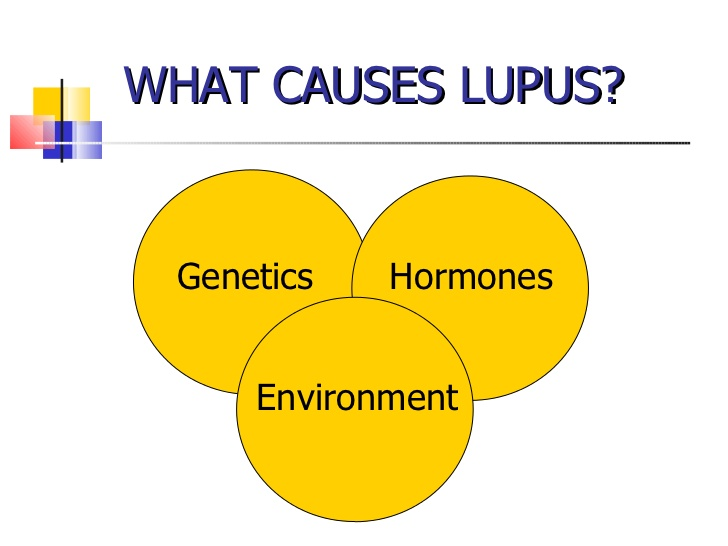 WHAT CAUSES LUPUS?
Genetics
Hormones
Environment